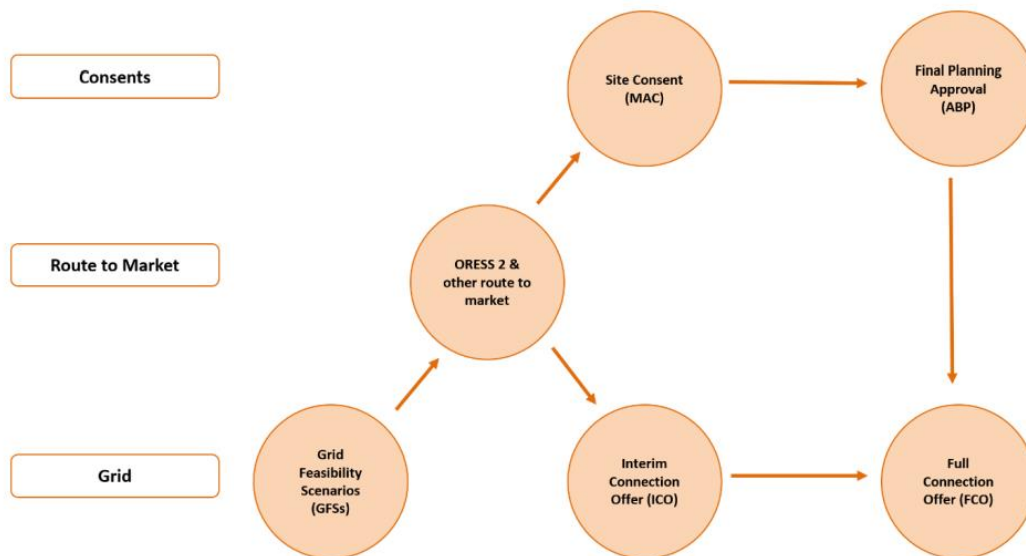 Consents
Site Consent
(MAC)
Final Planning
Approval
(ABP)
Route to Market
ORESS 2 &
other route to
market
Grid
Grid
Feasibility
Scenarios
(GFSs)
Interim
Connection
Offer (ICO)
Full
Connection
Offer (FCO)